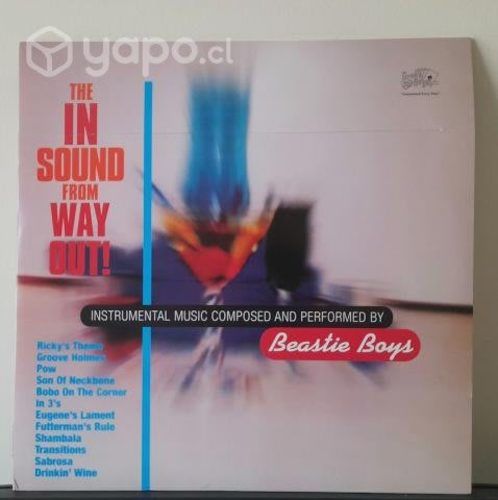 yapo.cl
THE
IN
SOUND
FROM
WAY
OUT!
INSTRUMENTAL MUSIC COMPOSED AND PERFORMED BY
Beastie Boys
Ricky's Theme
Groove Holmes
Pow
Son Of Neckbone
Bobo On The Corner
In 3's
Eugene's Lament
Futterman's Rule
Shambala
Transitions
Sabrosa
Drinkin' Wine